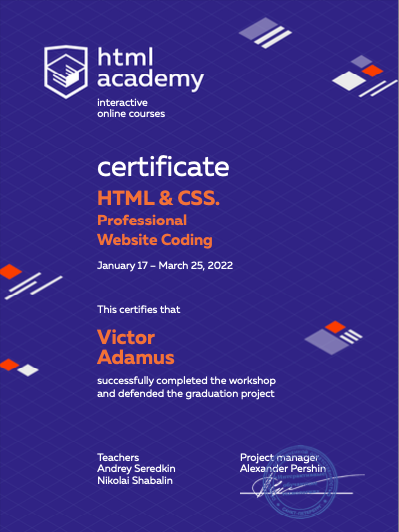 html
academy
interactive
online courses
certificate
HTML & CSS.
Professional
Website Coding
January 17 – March 25, 2022
This certifies that
Victor
Adamus
successfully completed the workshop
and defended the graduation project
Teachers
Andrey Seredkin
Nikolai Shabalin
Project manager
Alexander Pershin